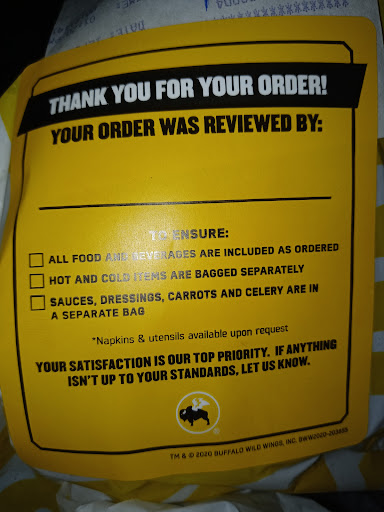 THANK YOU FOR YOUR ORDER!
YOUR ORDER WAS REVIEWED BY:
TO ENSURE:
ALL FOOD AND BEVERAGES ARE INCLUDED AS ORDERED
HOT AND COLD ITEMS ARE BAGGED SEPARATELY
SAUCES, DRESSINGS, CARROTS AND CELERY ARE IN
A SEPARATE BAG
*Napkins & utensils available upon request
YOUR SATISFACTION IS OUR TOP PRIORITY. IF ANYTHING
ISN'T UP TO YOUR STANDARDS, LET US KNOW.
TM & © 2020 BUFFALO WILD WINGS, INC.